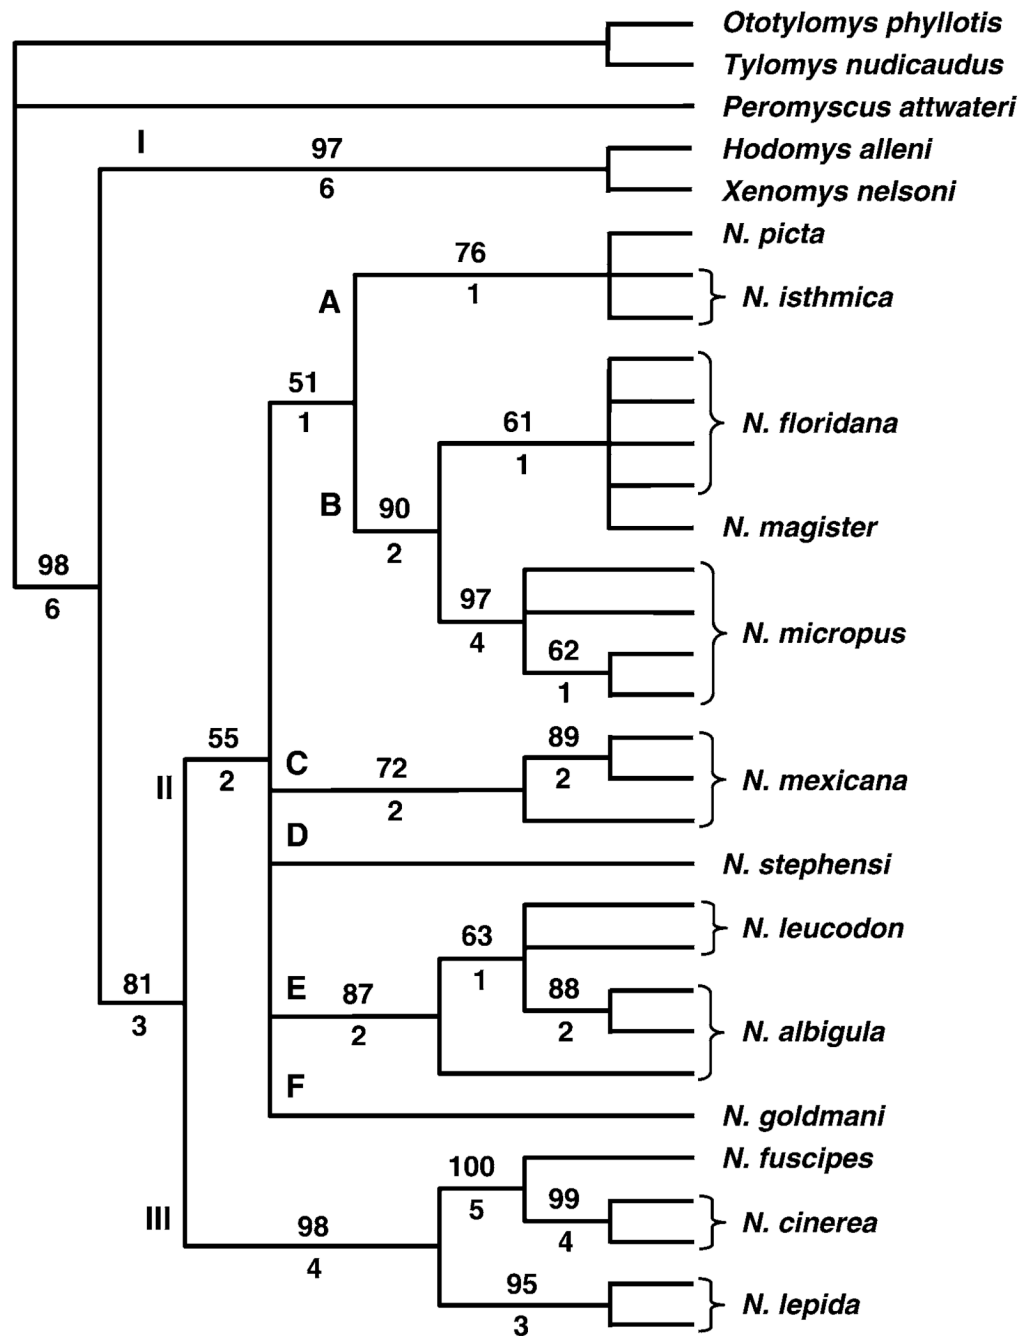 Ototylomys phyllotis
Tylomys nudicaudus
Peromyscus attwateri
I
97
6
Hodomys alleni
Xenomys nelsoni
N. picta
76
1
N. isthmica
A
51
1
61
1
N. floridana
B
90
2
N. magister
98
6
97
4
62
1
N. micropus
55
2
II
C
72
2
89
2
N. mexicana
D
N. stephensi
63
1
N. leucodon
E
87
2
88
2
N. albigula
81
3
F
N. goldmani
100
5
N. fuscipes
99
4
N. cinerea
III
98
4
95
3
N. lepida